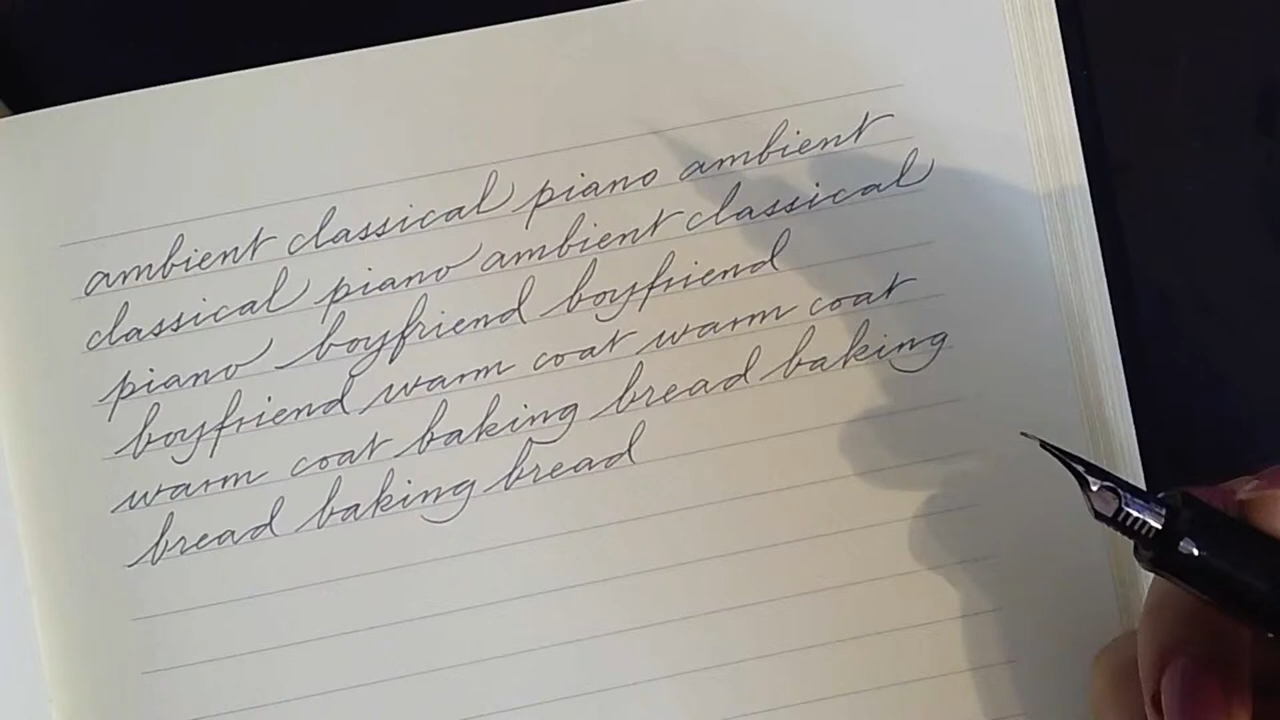 ambient classical piano ambient
classical piano ambient classical
piano boyfriend boyfriend
boyfriend warm coat warm coat
warm coat baking bread baking
bread baking bread